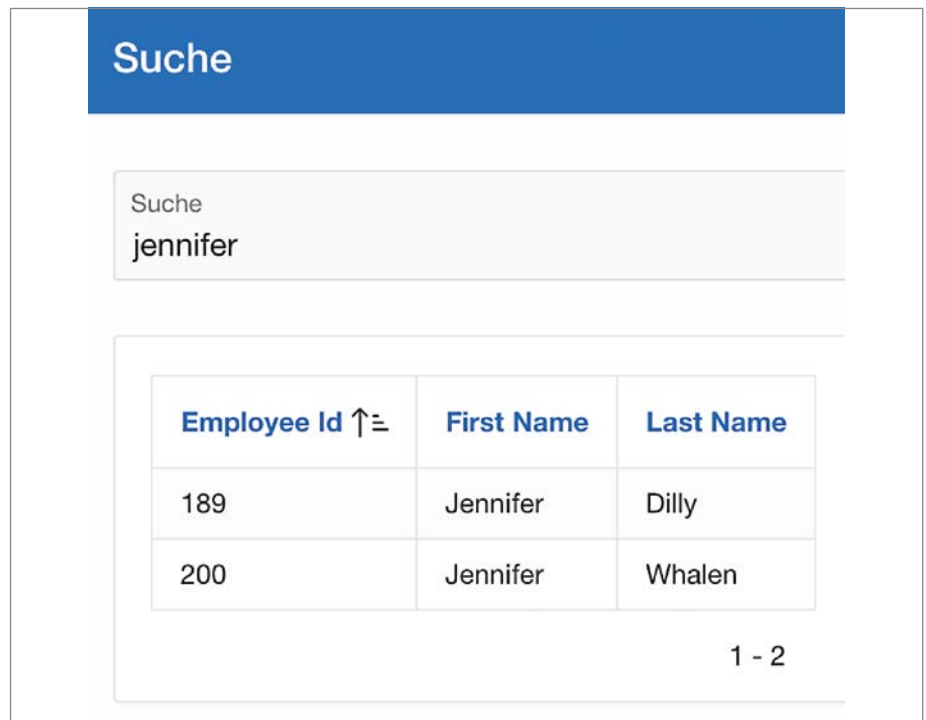 Suche
Suche
jennifer
Employee Id First Name Last Name
189 Jennifer Dilly
200 Jennifer Whalen
1 - 2